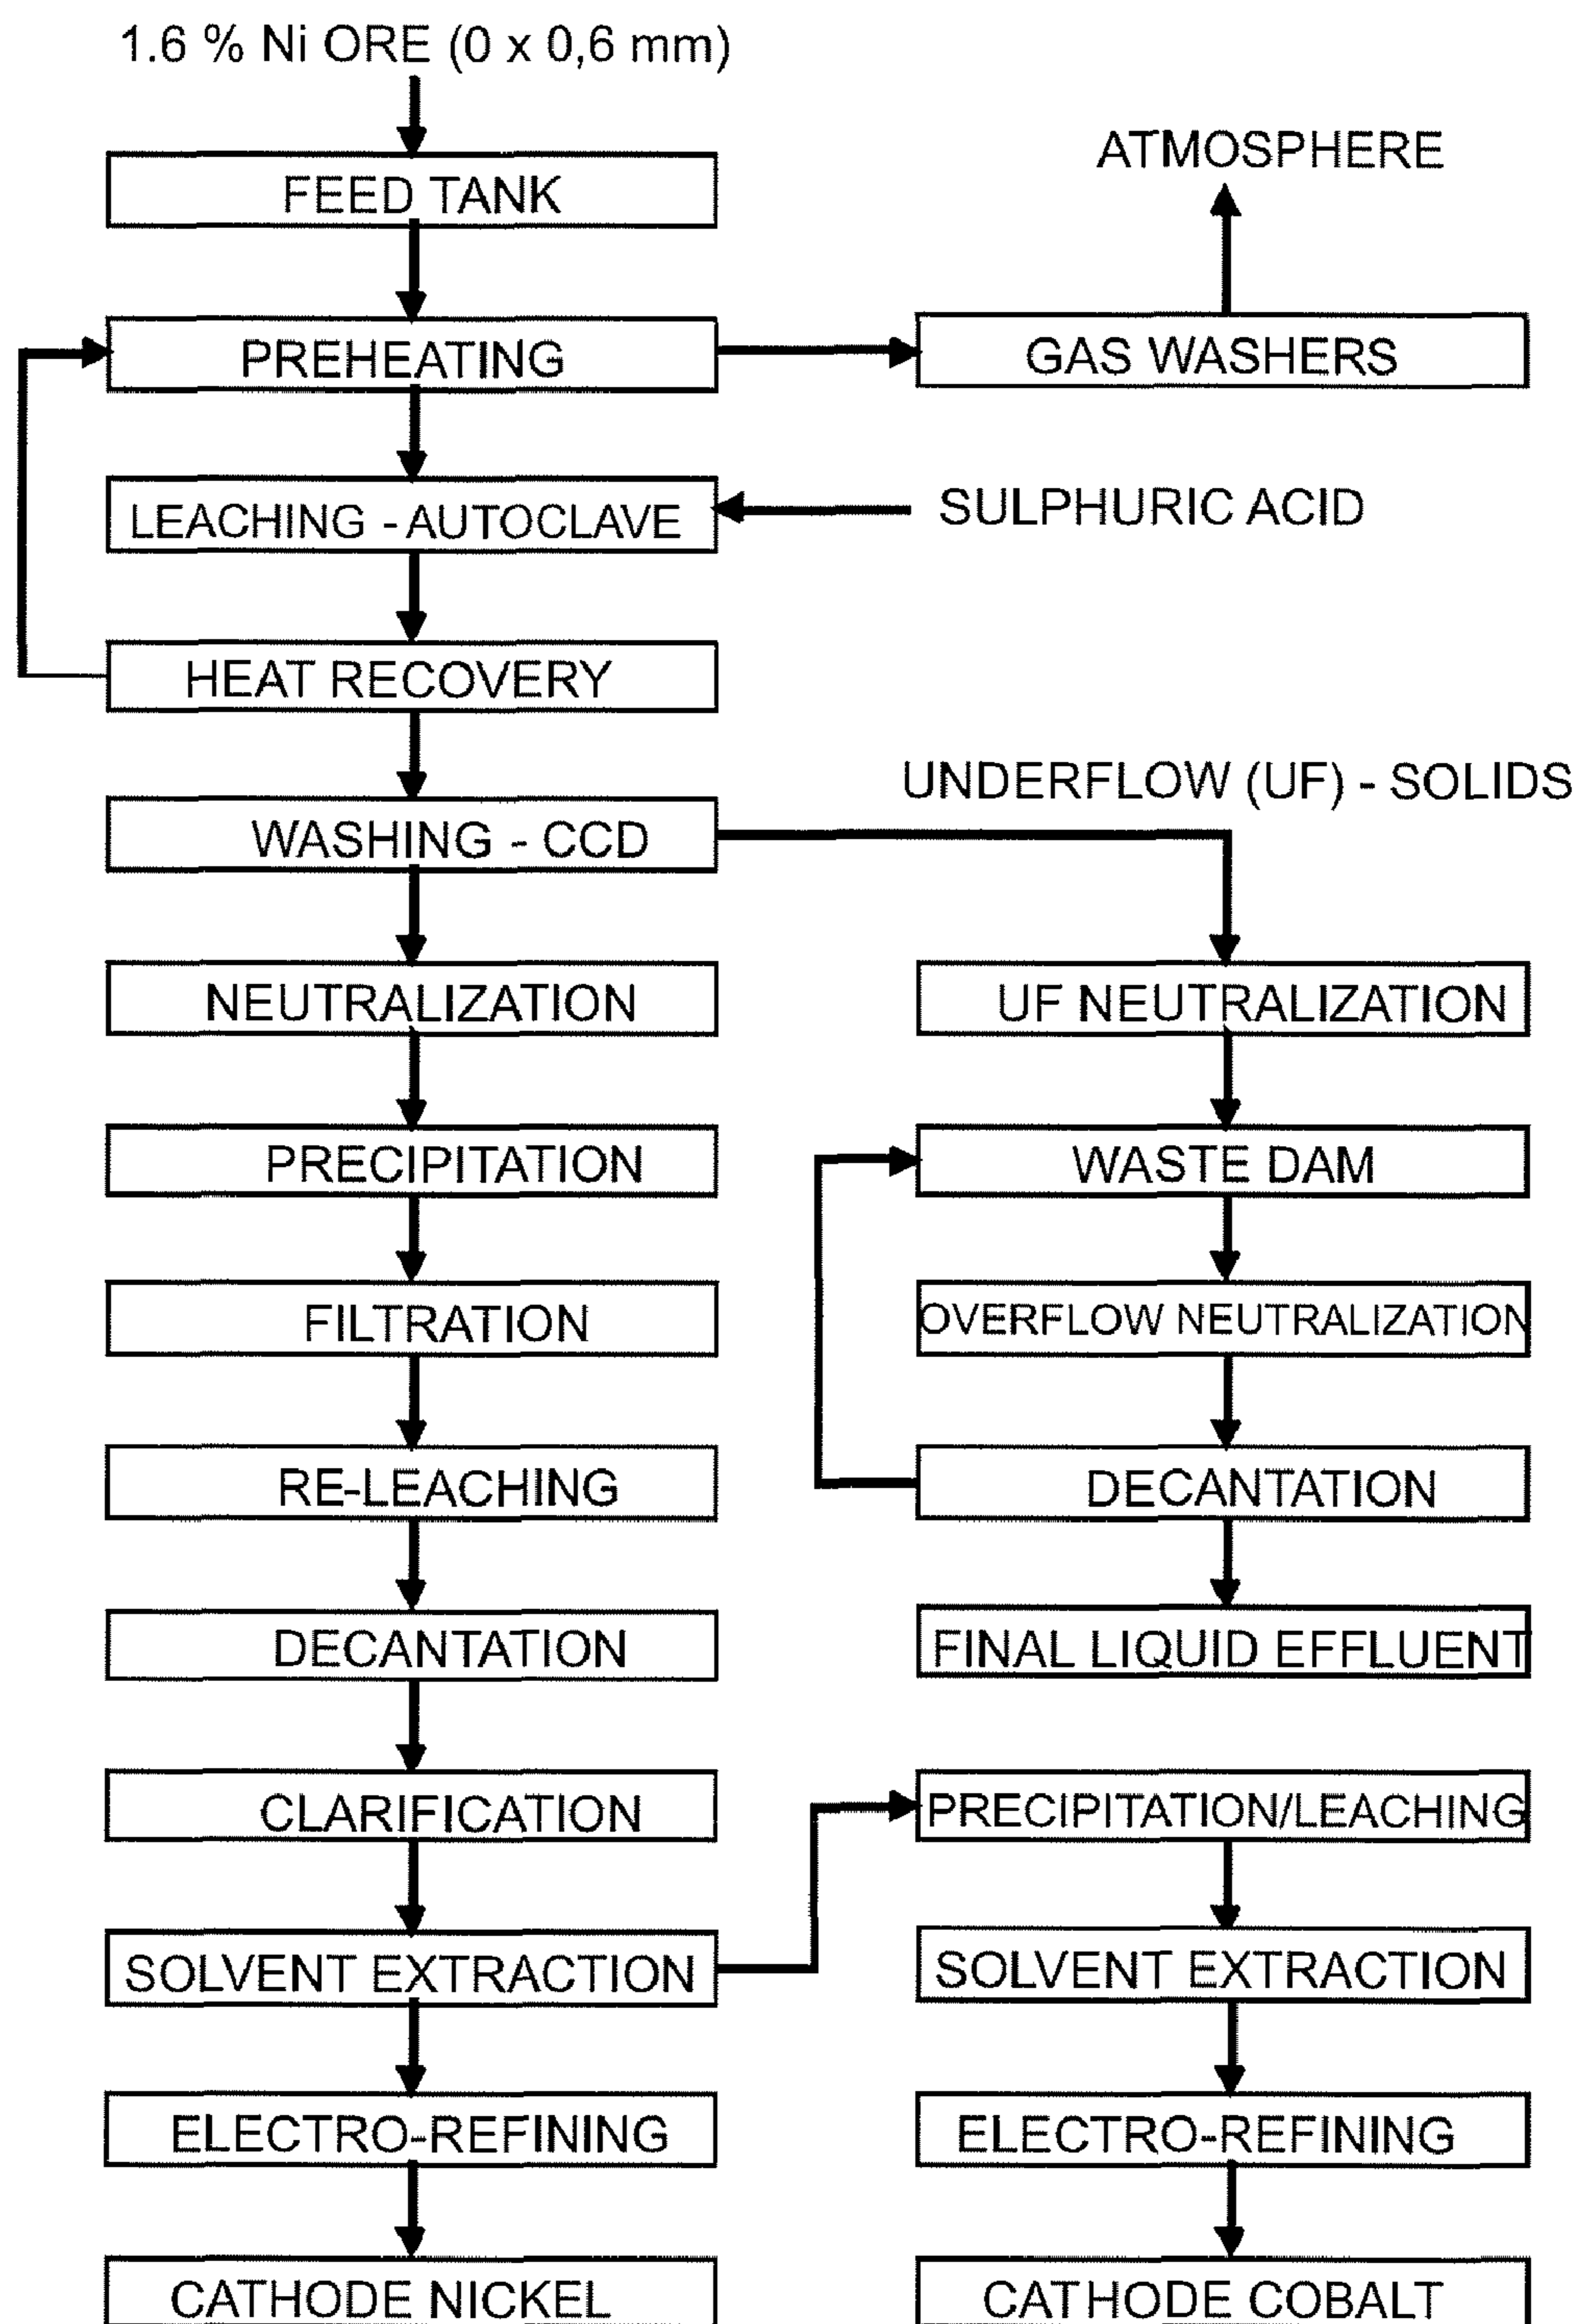 1.6 % Ni ORE (0 x 0,6 mm)
FEED TANK
ATMOSPHERE
PREHEATING
GAS WASHERS
LEACHING - AUTOCLAVE
SULPHURIC ACID
HEAT RECOVERY
UNDERFLOW (UF) - SOLIDS
WASHING - CCD
NEUTRALIZATION
UF NEUTRALIZATION
PRECIPITATION
WASTE DAM
FILTRATION
OVERFLOW NEUTRALIZATION
RE-LEACHING
DECANTATION
DECANTATION
FINAL LIQUID EFFLUENT
CLARIFICATION
PRECIPITATION/LEACHING
SOLVENT EXTRACTION
SOLVENT EXTRACTION
ELECTRO-REFINING
ELECTRO-REFINING
CATHODE NICKEL
CATHODE COBALT